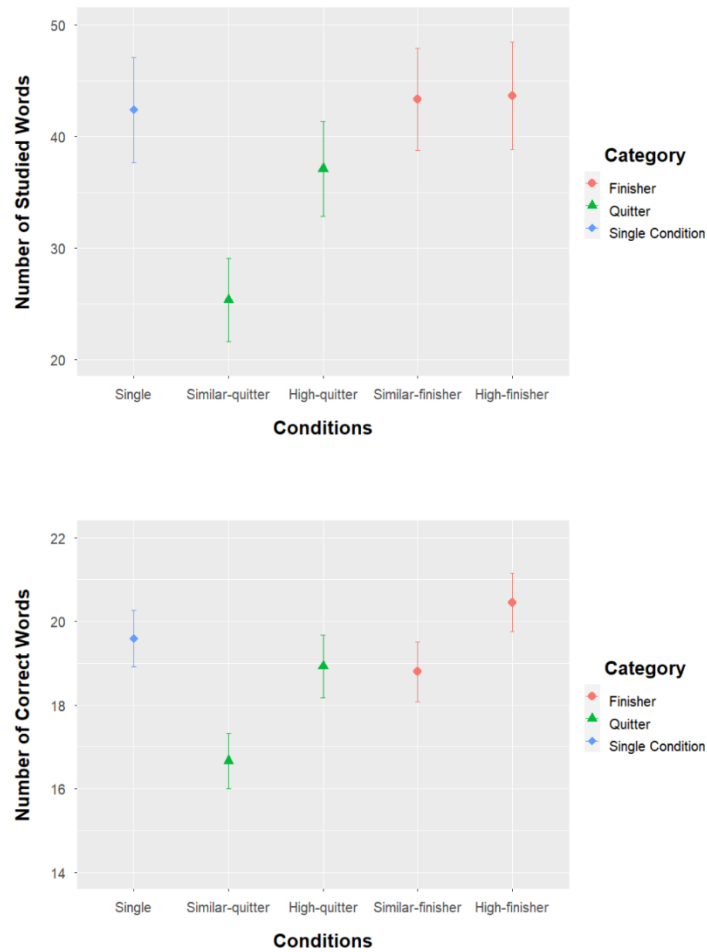 50
40
30
20
Number of Studied Words
Single Similar-quitter High-quitter Similar-finisher High-finisher
Conditions
Category
Finisher
Quitter
Single Condition
22
20
18
16
14
Number of Correct Words
Single Similar-quitter High-quitter Similar-finisher High-finisher
Conditions
Category
Finisher
Quitter
Single Condition